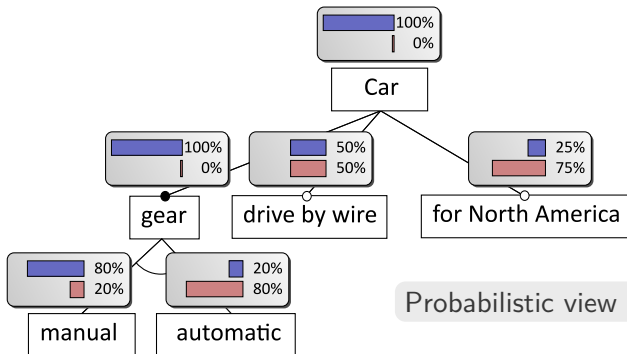 100%
0%
Car
100%
0%
50%
50%
25%
75%
gear
drive by wire
for North America
80%
20%
20%
80%
Probabilistic view
manual
automatic